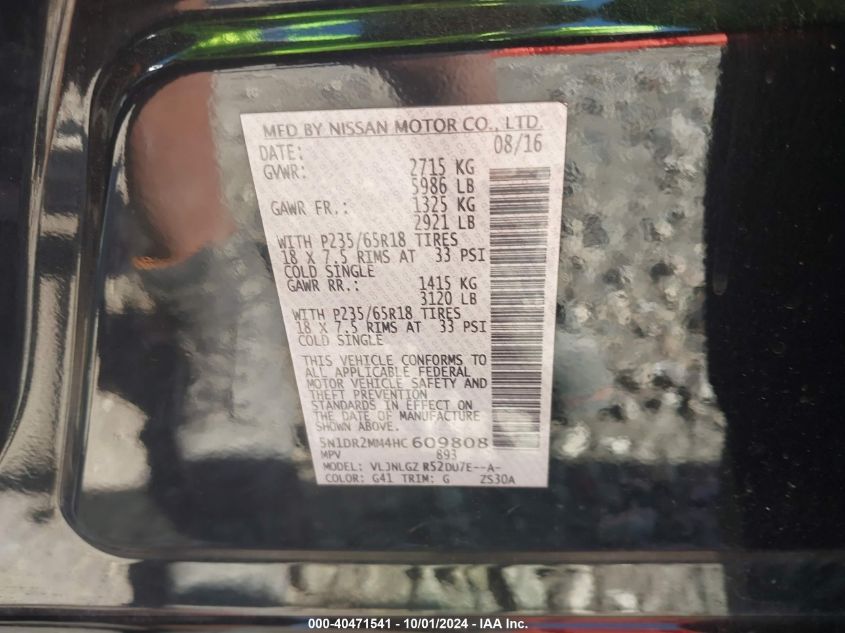 MFD BY NISSAN MOTOR CO., LTD.
DATE: 08/16
GVWR: 2715 KG
5986 LB
GAWR FR.: 1325 KG
2921 LB
WITH P235/65R18 TIRES
18 X 7.5 RIMS AT 33 PSI
COLD SINGLE
GAWR RR.: 1415 KG
3120 LB
WITH P235/65R18 TIRES
18 X 7.5 RIMS AT 33 PSI
COLD SINGLE
THIS VEHICLE CONFORMS TO
ALL APPLICABLE FEDERAL
MOTOR VEHICLE SAFETY AND
THEFT PREVENTION
STANDARDS IN EFFECT ON
THE DATE OF MANUFACTURE
SHOWN ABOVE.
5N1DR2MM4HC 609808
MPV 893
MODEL: VLJNLGZ R52DU7E--A-
COLOR: G41 TRIM: G ZS30A
000-40471541 - 10/01/2024 - IAA Inc.